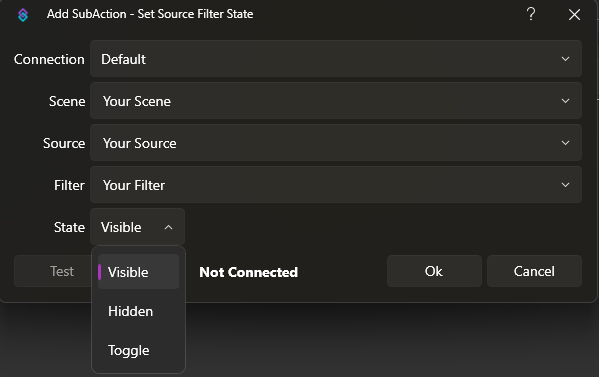 Add SubAction - Set Source Filter State
?
Connection Default
Scene Your Scene
Source Your Source
Filter Your Filter
State Visible
Test Visible Not Connected Ok Cancel
Hidden
Toggle